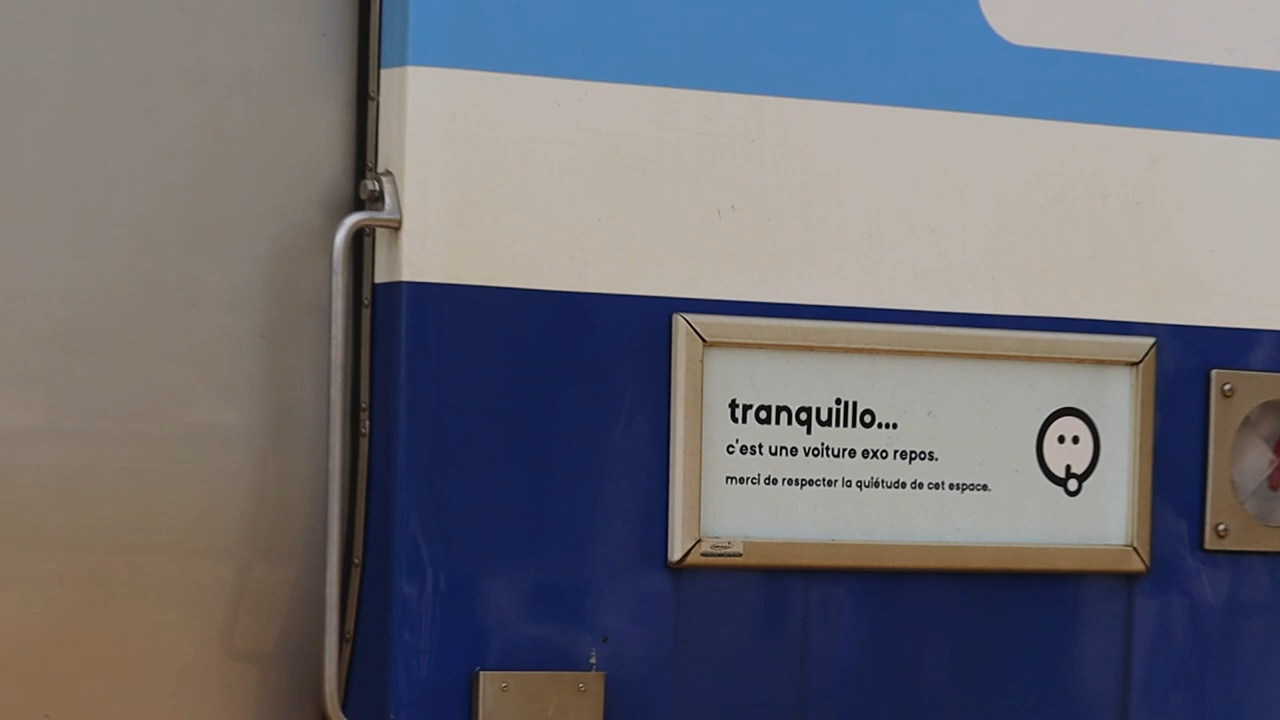 tranquillo...
c'est une voiture exo repos.
merci de respecter la quiétude de cet espace.